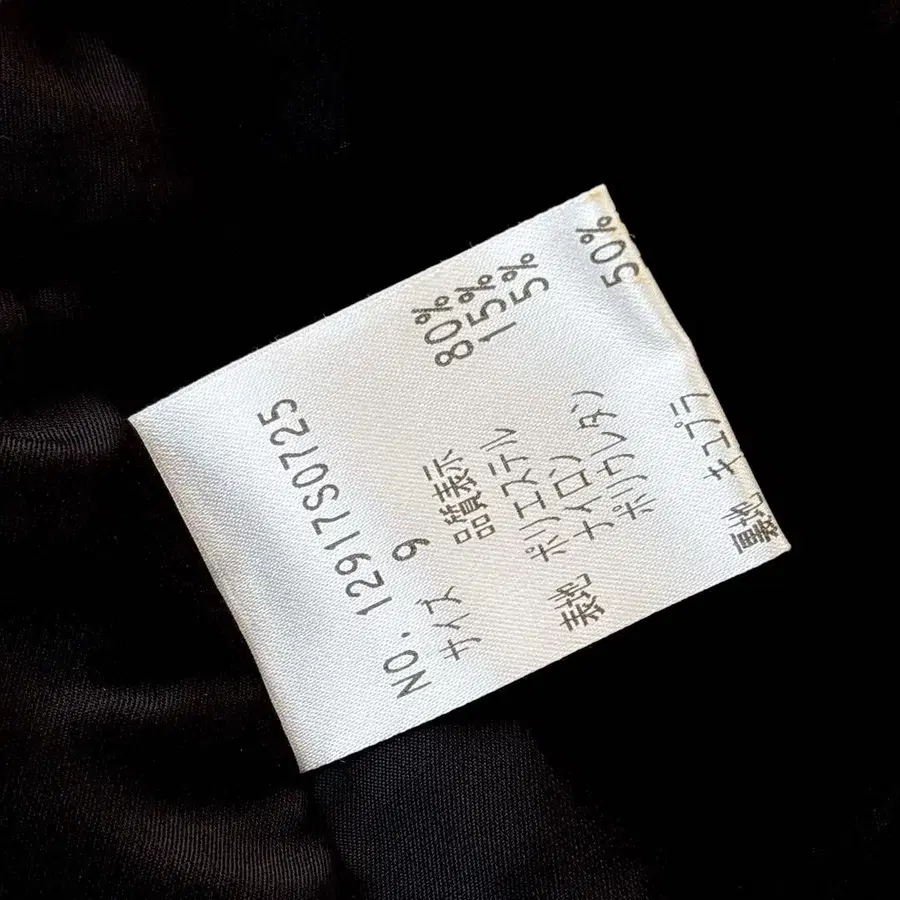 NO. 12917S0725
サイズ 9
品質表示
表地 ポリエステル 80%
ナイロン 15%
ポリウレタン 5%
裏地 キュプラ 50%